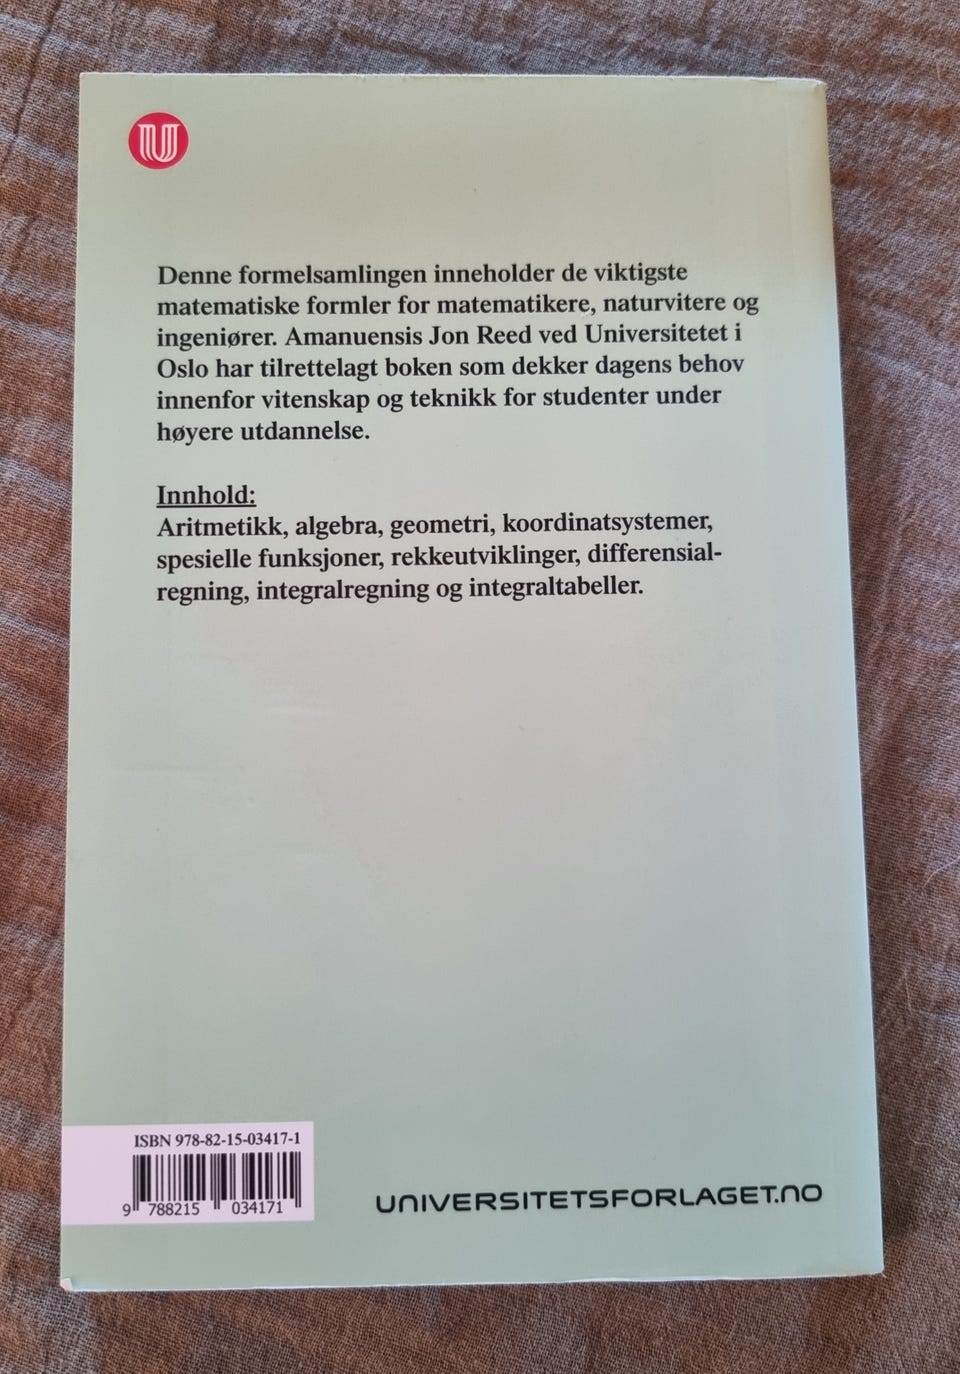 U
Denne formelsamlingen inneholder de viktigste
matematiske formler for matematikere, naturvitere og
ingeniører. Amanuensis Jon Reed ved Universitetet i
Oslo har tilrettelagt boken som dekker dagens behov
innenfor vitenskap og teknikk for studenter under
høyere utdannelse.
Innhold:
Aritmetikk, algebra, geometri, koordinatsystemer,
spesielle funksjoner, rekkeutviklinger, differensial-
regning, integralregning og integraltabeller.
ISBN 978-82-15-03417-1
9 788215 034171
UNIVERSITETSFORLAGET.NO